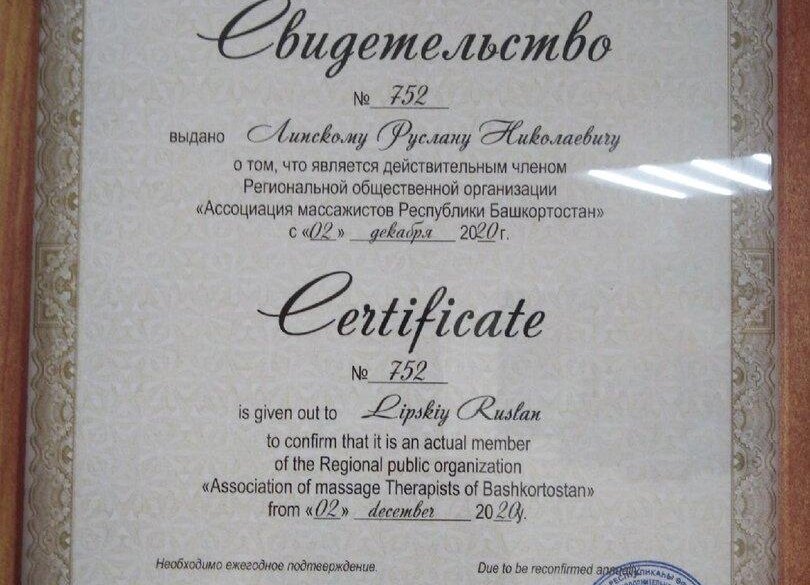 Свидетельство
№ 752
выдано Липскому Руслану Николаевичу
о том, что является действительным членом
Региональной общественной организации
«Ассоциация массажистов Республики Башкортостан»
с «02» декабря 2020г.
Certificate
№ 752
is given out to Lipskiy Ruslan
to confirm that it is an actual member
of the Regional public organization
«Association of massage Therapists of Bashkortostan»
from «02» december 2020y.
Необходимо ежегодное подтверждение. Due to be reconfirmed annually.